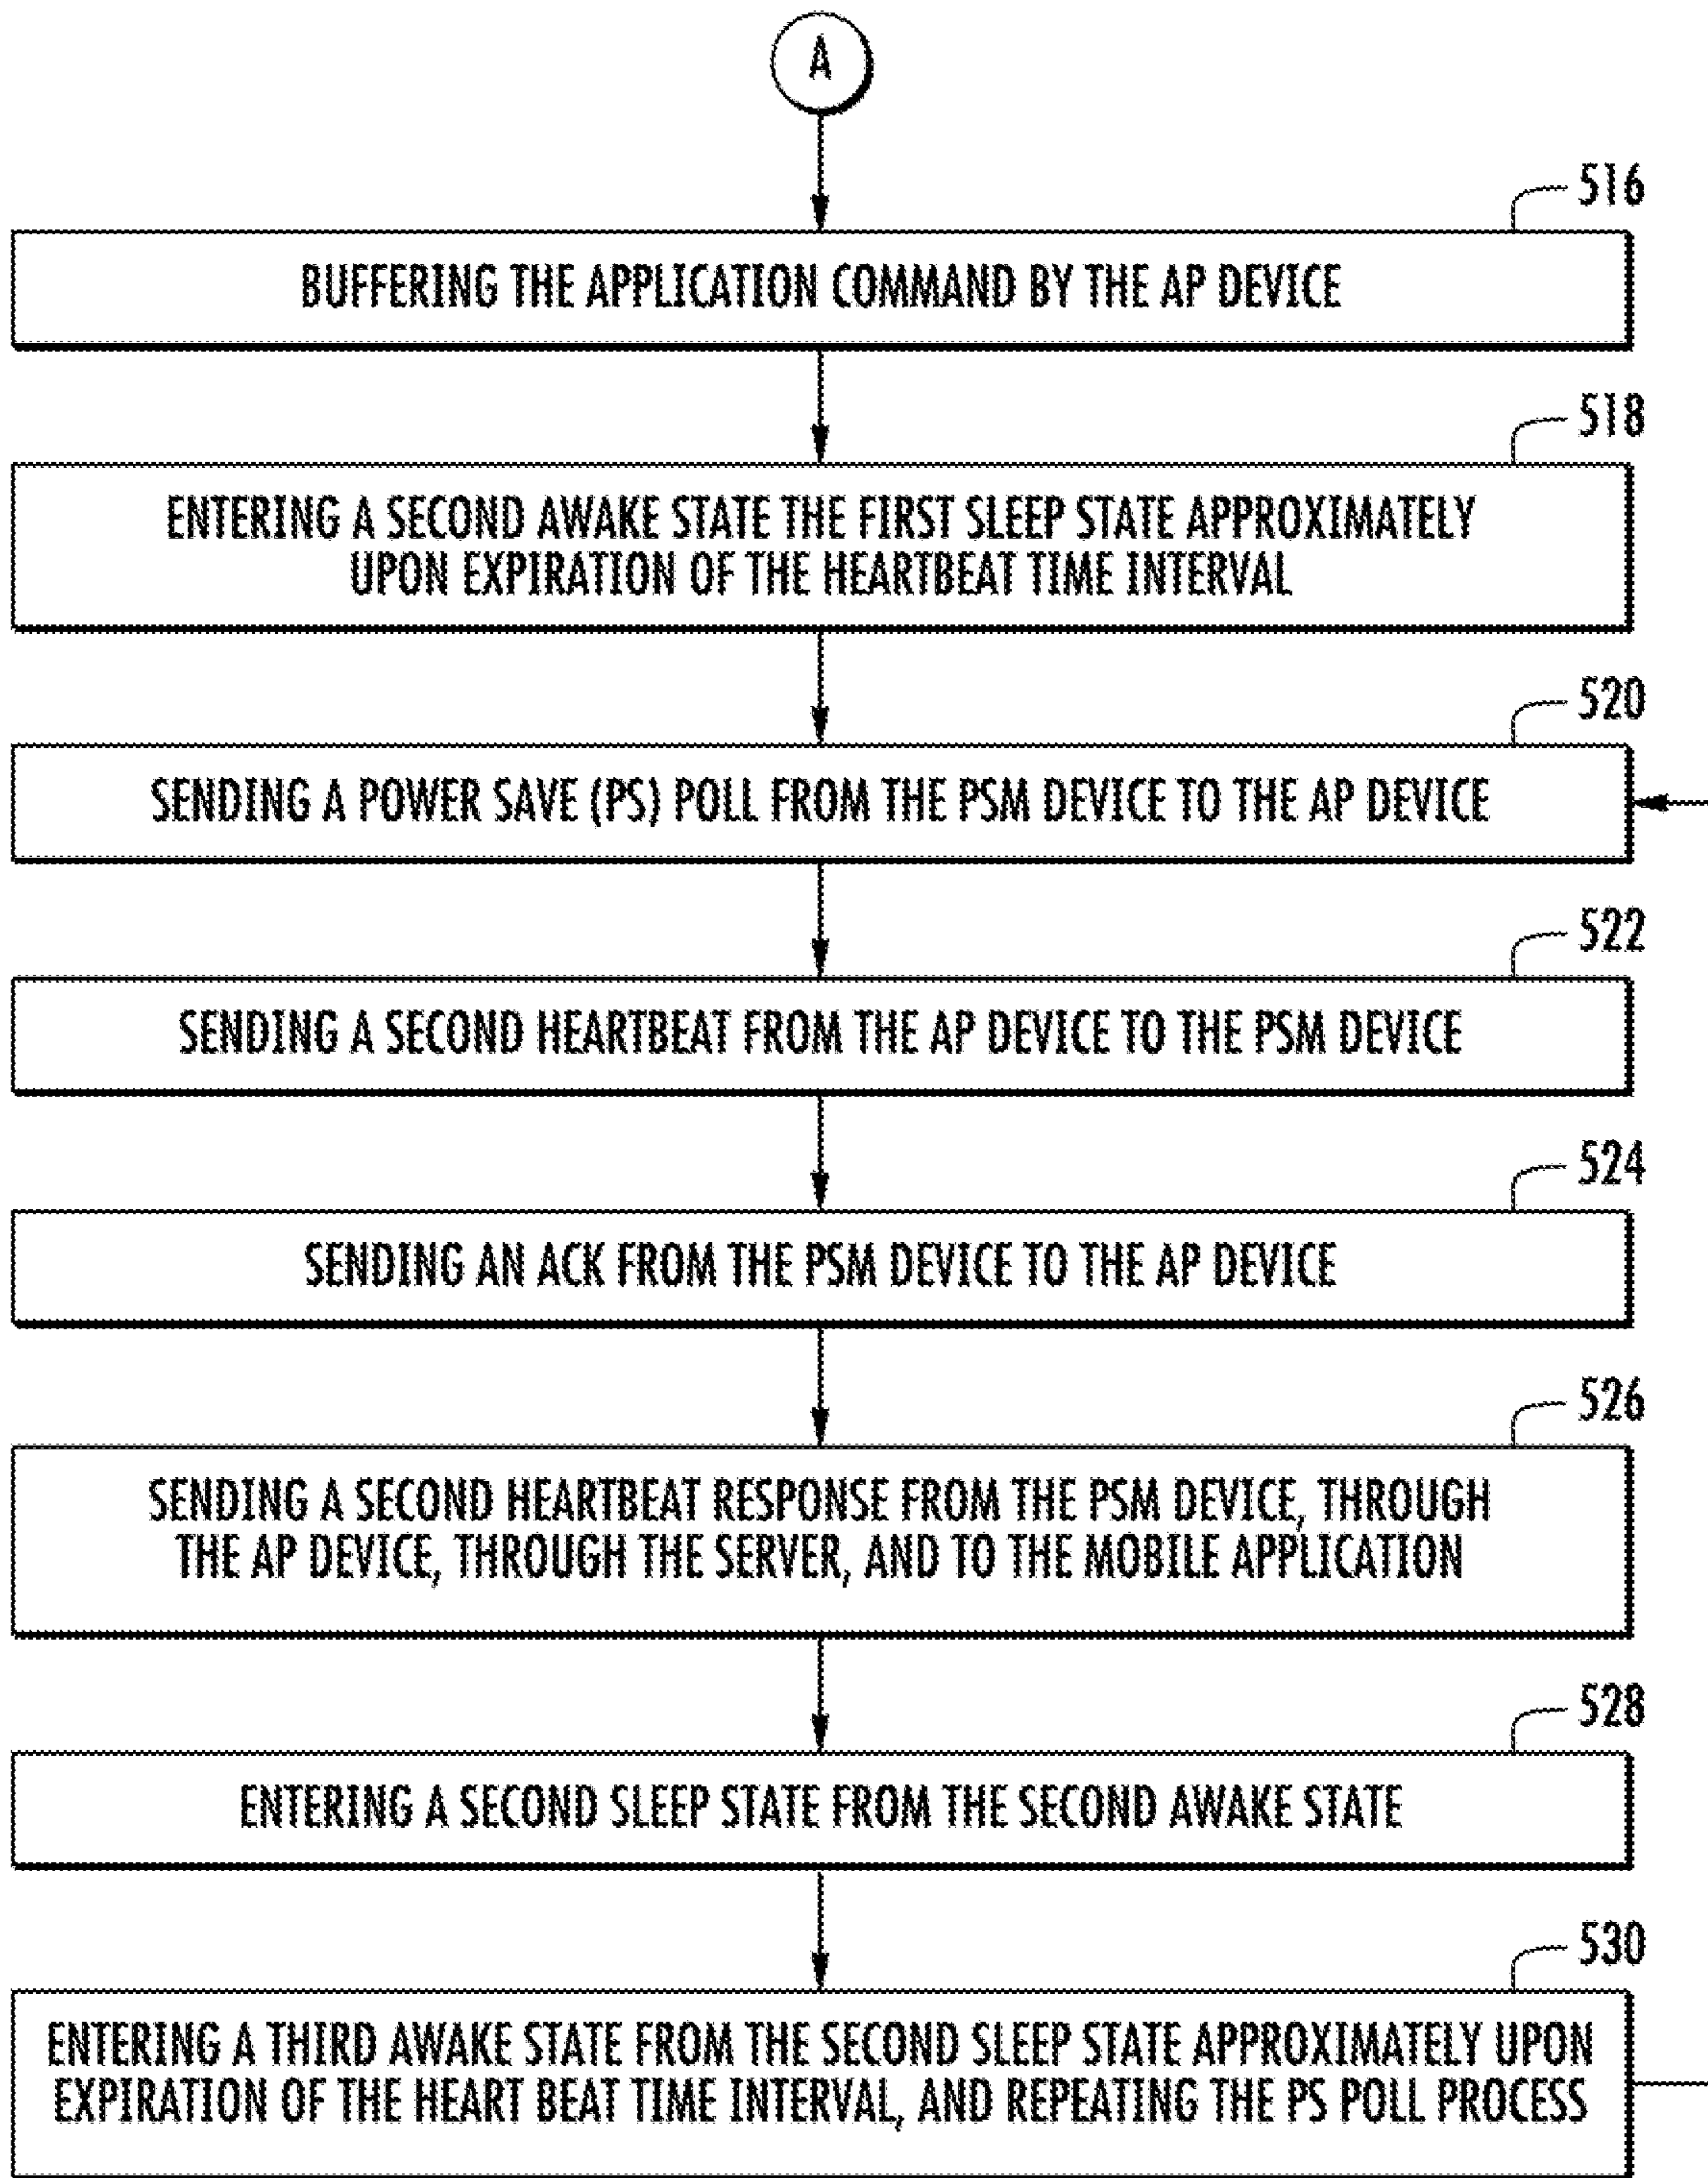 A
516
BUFFERING THE APPLICATION COMMAND BY THE AP DEVICE
518
ENTERING A SECOND AWAKE STATE THE FIRST SLEEP STATE APPROXIMATELY
UPON EXPIRATION OF THE HEARTBEAT TIME INTERVAL
520
SENDING A POWER SAVE (PS) POLL FROM THE PSM DEVICE TO THE AP DEVICE
522
SENDING A SECOND HEARTBEAT FROM THE AP DEVICE TO THE PSM DEVICE
524
SENDING AN ACK FROM THE PSM DEVICE TO THE AP DEVICE
526
SENDING A SECOND HEARTBEAT RESPONSE FROM THE PSM DEVICE, THROUGH
THE AP DEVICE, THROUGH THE SERVER, AND TO THE MOBILE APPLICATION
528
ENTERING A SECOND SLEEP STATE FROM THE SECOND AWAKE STATE
530
ENTERING A THIRD AWAKE STATE FROM THE SECOND SLEEP STATE APPROXIMATELY UPON
EXPIRATION OF THE HEART BEAT TIME INTERVAL, AND REPEATING THE PS POLL PROCESS